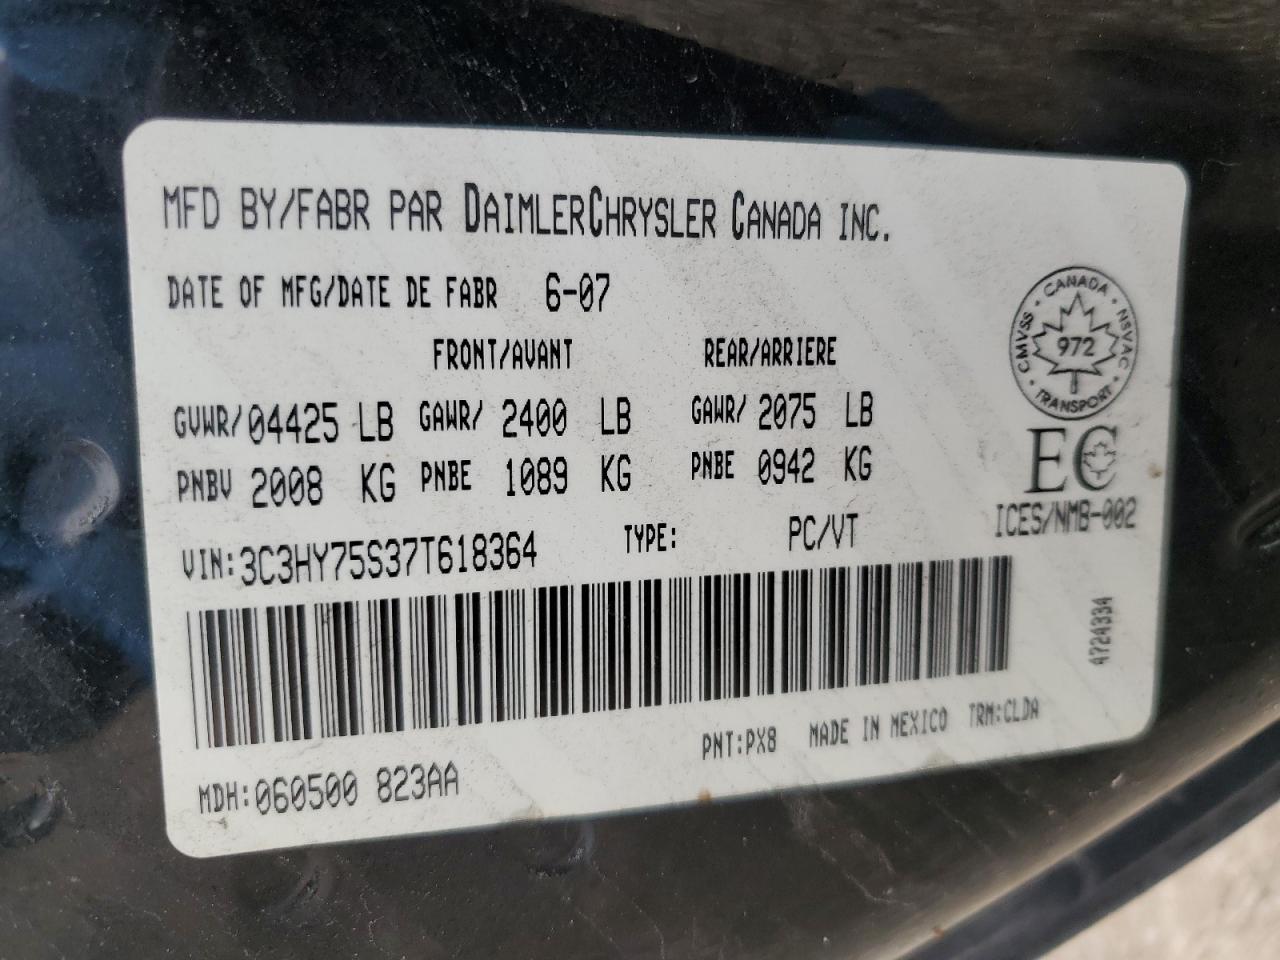 MFD BY/FABR PAR DAIMLERCHRYSLER CANADA INC.
DATE OF MFG/DATE DE FABR 6-07
FRONT/AVANT REAR/ARRIERE
GVWR/04425 LB GAWR/ 2400 LB GAWR/ 2075 LB
PNBV 2008 KG PNBE 1089 KG PNBE 0942 KG
VIN:3C3HY75S37T618364 TYPE: PC/VT
CANADA · NSVAC · TRANSPORT · CMVSS
972
EC
ICES/NMB-002
4724334
PNT:PX8 MADE IN MEXICO TRM:CLDA
MDH:060500 823AA